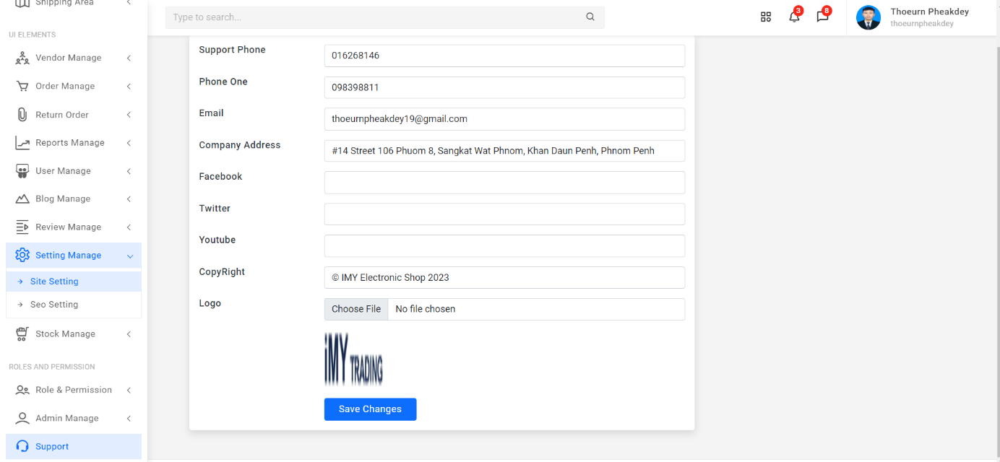 Shipping Area
UI ELEMENTS
Vendor Manage
Order Manage
Return Order
Reports Manage
User Manage
Blog Manage
Review Manage
Setting Manage
Site Setting
Seo Setting
Stock Manage
ROLES AND PERMISSION
Role & Permission
Admin Manage
Support
Type to search...
3
8
Thoeurn Pheakdey
thoeurnpheakdey
Support Phone
016268146
Phone One
098398811
Email
thoeurnpheakdey19@gmail.com
Company Address
#14 Street 106 Phuom 8, Sangkat Wat Phnom, Khan Daun Penh, Phnom Penh
Facebook
Twitter
Youtube
CopyRight
© IMY Electronic Shop 2023
Logo
Choose File No file chosen
iMY TRADING
Save Changes